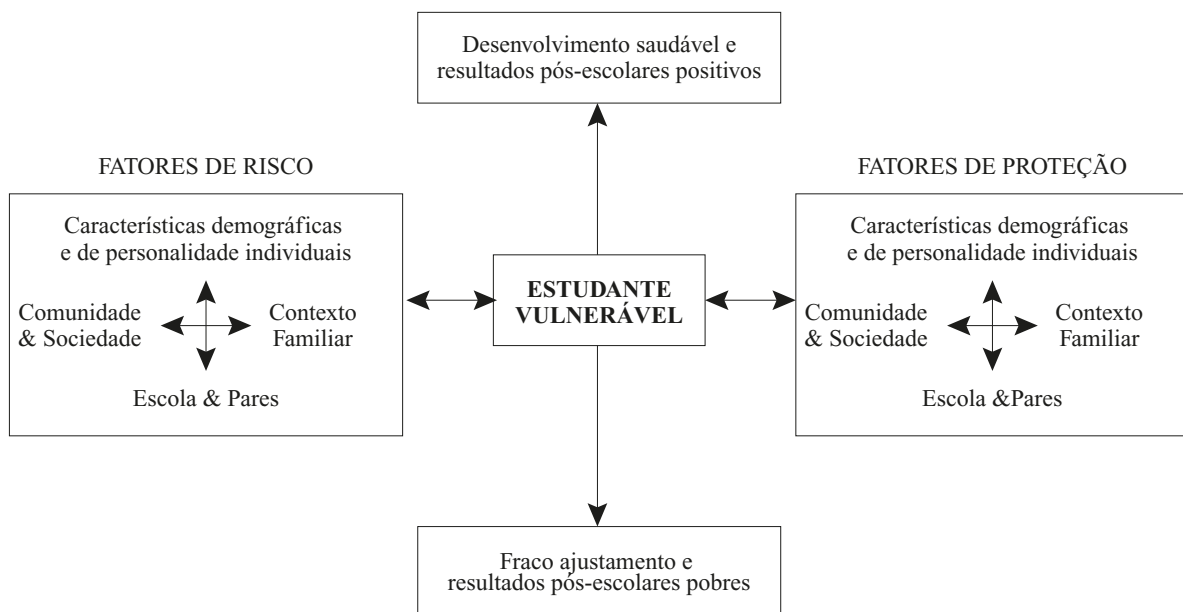 Desenvolvimento saudável e
resultados pós-escolares positivos
FATORES DE RISCO
Características demográficas
e de personalidade individuais
Comunidade
& Sociedade
Contexto
Familiar
Escola & Pares
ESTUDANTE
VULNERÁVEL
FATORES DE PROTEÇÃO
Características demográficas
e de personalidade individuais
Comunidade
& Sociedade
Contexto
Familiar
Escola &Pares
Fraco ajustamento e
resultados pós-escolares pobres